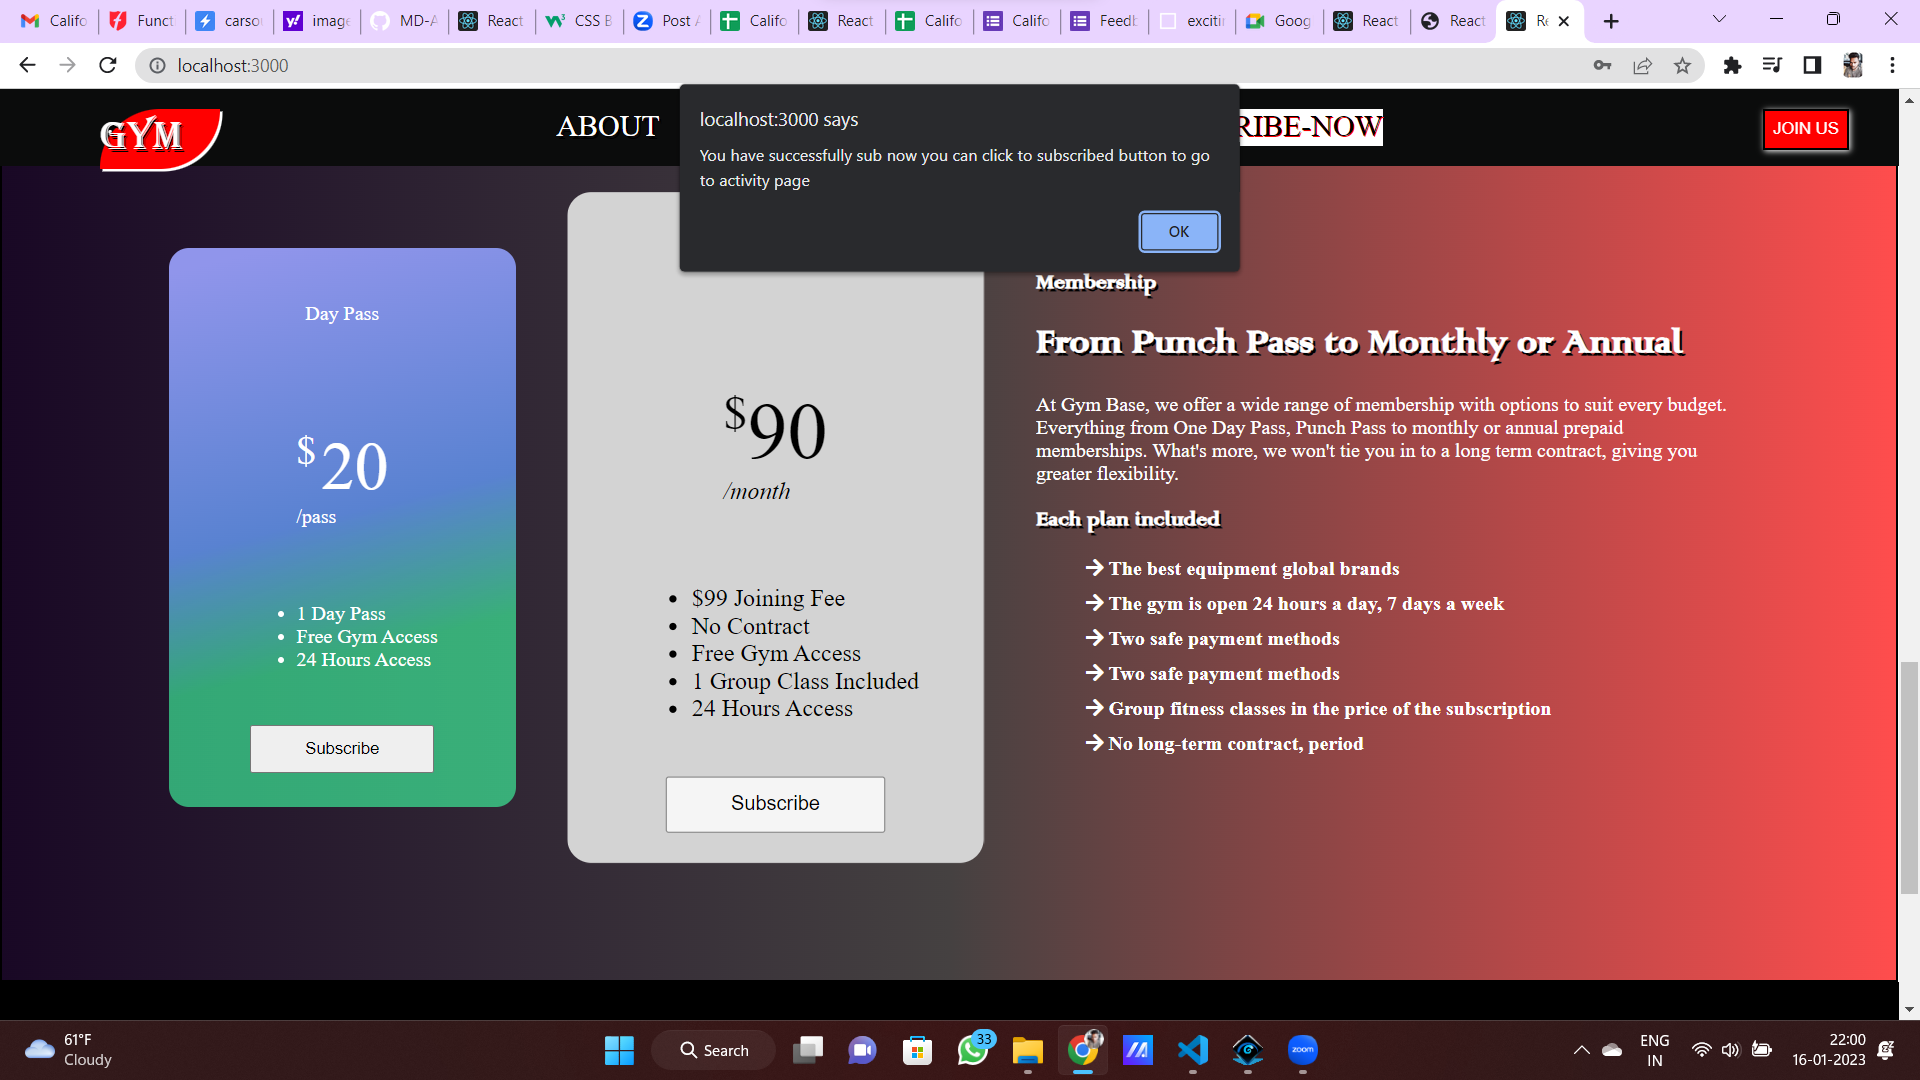 Califo
Funct
carso
image
MD-A
React
CSS B
Post A
Califo
React
Califo
Califo
Feedb
excitin
Goog
React
React
Re
localhost:3000
GYM
ABOUT
RIBE-NOW
JOIN US
localhost:3000 says
You have successfully sub now you can click to subscribed button to go
to activity page
OK
Day Pass
$20
/pass
1 Day Pass
Free Gym Access
24 Hours Access
Subscribe
$90
/month
$99 Joining Fee
No Contract
Free Gym Access
1 Group Class Included
24 Hours Access
Subscribe
Membership
From Punch Pass to Monthly or Annual
At Gym Base, we offer a wide range of membership with options to suit every budget.
Everything from One Day Pass, Punch Pass to monthly or annual prepaid
memberships. What's more, we won't tie you in to a long term contract, giving you
greater flexibility.
Each plan included
The best equipment global brands
The gym is open 24 hours a day, 7 days a week
Two safe payment methods
Two safe payment methods
Group fitness classes in the price of the subscription
No long-term contract, period
61°F
Cloudy
Search
33
zoom
ENG
IN
22:00
16-01-2023